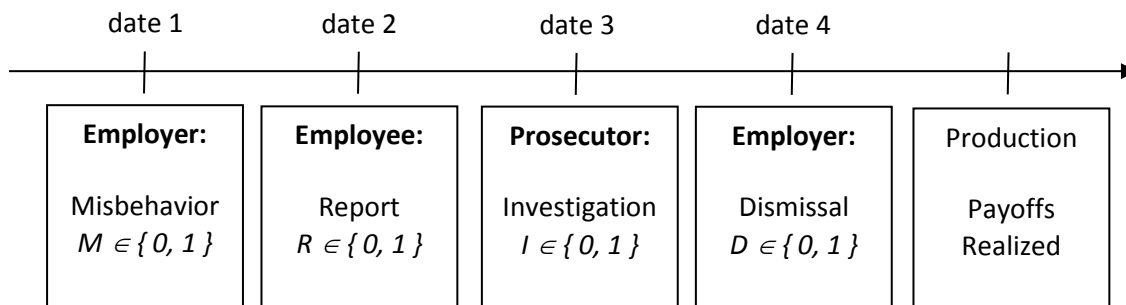 date 1
date 2
date 3
date 4
Employer:
Misbehavior
M ∈ { 0, 1 }
Employee:
Report
R ∈ { 0, 1 }
Prosecutor:
Investigation
I ∈ { 0, 1 }
Employer:
Dismissal
D ∈ { 0, 1 }
Production
Payoffs
Realized